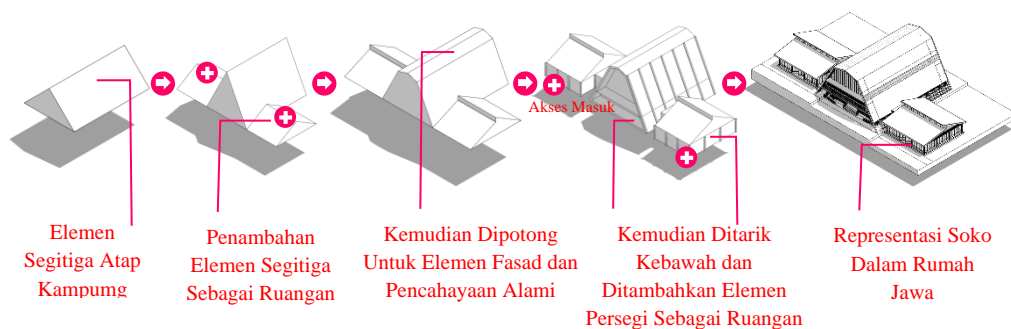 Akses Masuk
Elemen
Segitiga Atap
Kampumg
Penambahan
Elemen Segitiga
Sebagai Ruangan
Kemudian Dipotong
Untuk Elemen Fasad dan
Pencahayaan Alami
Kemudian Ditarik
Kebawah dan
Ditambahkan Elemen
Persegi Sebagai Ruangan
Representasi Soko
Dalam Rumah
Jawa